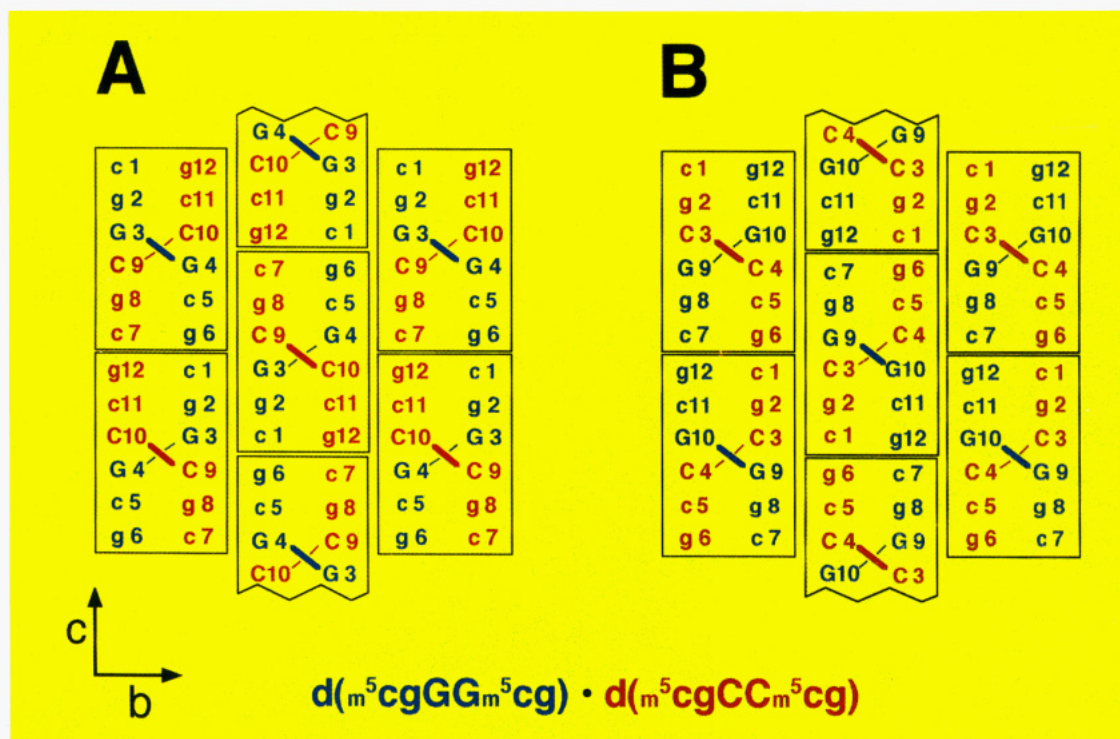 A
c 1 g12
g 2 c11
G 3 C10
C 9 G 4
g 8 c 5
c 7 g 6
g12 c 1
c11 g 2
C10 G 3
G 4 C 9
c 5 g 8
g 6 c 7
G 4 C 9
C10 G 3
c11 g 2
g12 c 1
c 7 g 6
g 8 c 5
C 9 G 4
G 3 C10
g 2 c11
c 1 g12
g 6 c 7
c 5 g 8
G 4 C 9
C10 G 3
c 1 g12
g 2 c11
G 3 C10
C 9 G 4
g 8 c 5
c 7 g 6
g12 c 1
c11 g 2
C10 G 3
G 4 C 9
c 5 g 8
g 6 c 7
B
c 1 g12
g 2 c11
C 3 G10
G 9 C 4
g 8 c 5
c 7 g 6
g12 c 1
c11 g 2
G10 C 3
C 4 G 9
c 5 g 8
g 6 c 7
C 4 G 9
G10 C 3
c11 g 2
g12 c 1
c 7 g 6
g 8 c 5
G 9 C 4
C 3 G10
g 2 c11
c 1 g12
g 6 c 7
c 5 g 8
C 4 G 9
G10 C 3
c 1 g12
g 2 c11
C 3 G10
G 9 C 4
g 8 c 5
c 7 g 6
g12 c 1
c11 g 2
G10 C 3
C 4 G 9
c 5 g 8
g 6 c 7
c
b
d(m⁵cgGGm⁵cg) · d(m⁵cgCCm⁵cg)